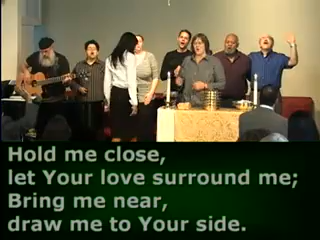 Hold me close,
let Your love surround me;
Bring me near,
draw me to Your side.